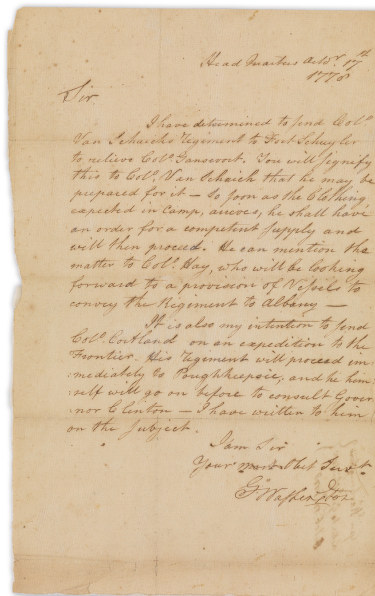 Head Quarters Octobr. 17th
1778
Sir
I have determined to send Colo.
Van Schaick's Regiment to Fort Schuyler
to relieve Colo. Gansevort. You will signify
this to Colo. Van Schaick that he may be
prepared for it — so soon as the Cloathing
expected in Camp, arrives, he shall have
an order for a competent supply and
will then proceed. He can mention the
matter to Colo. Hay, who will be looking
forward to a provision of Vessels to
convey the Regiment to Albany —
It is also my intention to send
Colo. Cortland on an expedition to the
Frontier. His Regiment will proceed im-
mediately to Poughkeepsie, and he him-
self will go on before to consult Gover-
nor Clinton — I have written to him
on the subject.
I am Sir
Your most Obet Servt
Go Washington